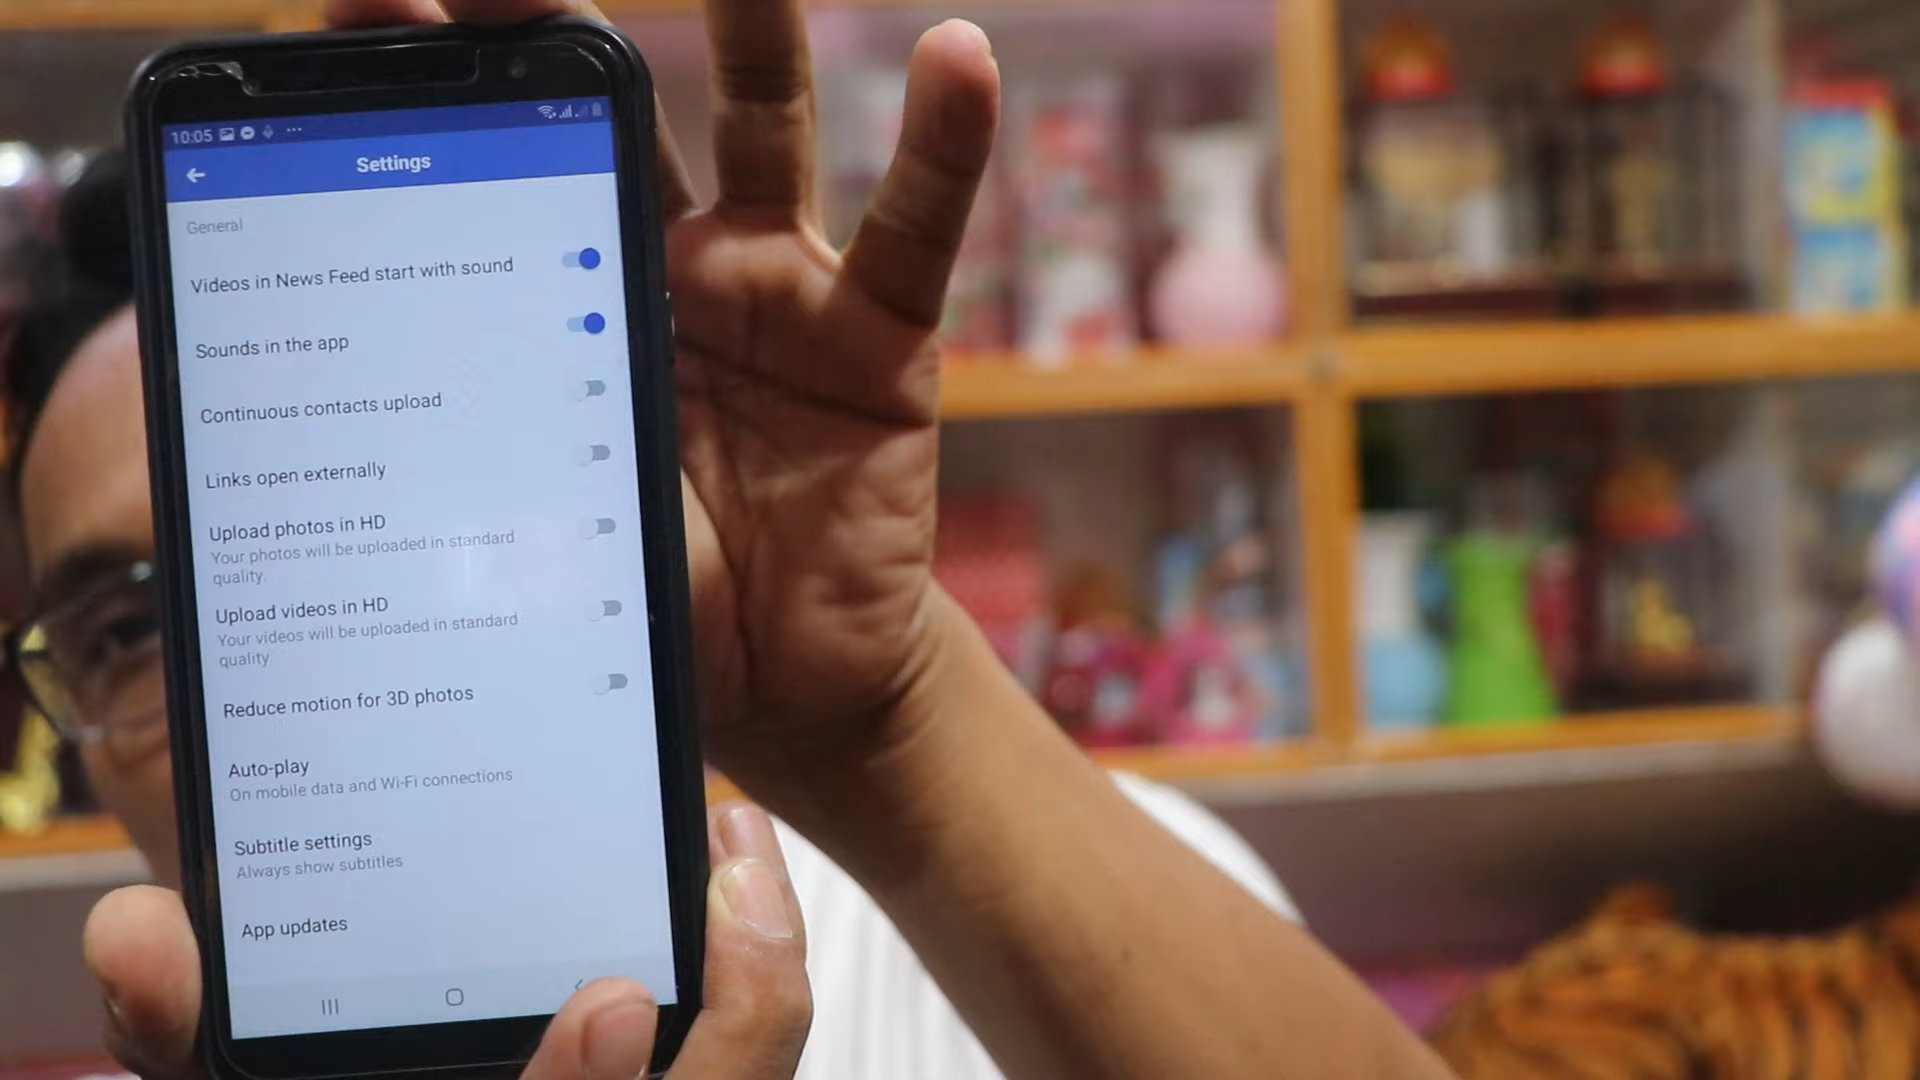 10:05
Settings
General
Videos in News Feed start with sound
Sounds in the app
Continuous contacts upload
Links open externally
Upload photos in HD
Your photos will be uploaded in standard
quality.
Upload videos in HD
Your videos will be uploaded in standard
quality.
Reduce motion for 3D photos
Auto-play
On mobile data and Wi-Fi connections
Subtitle settings
Always show subtitles
App updates